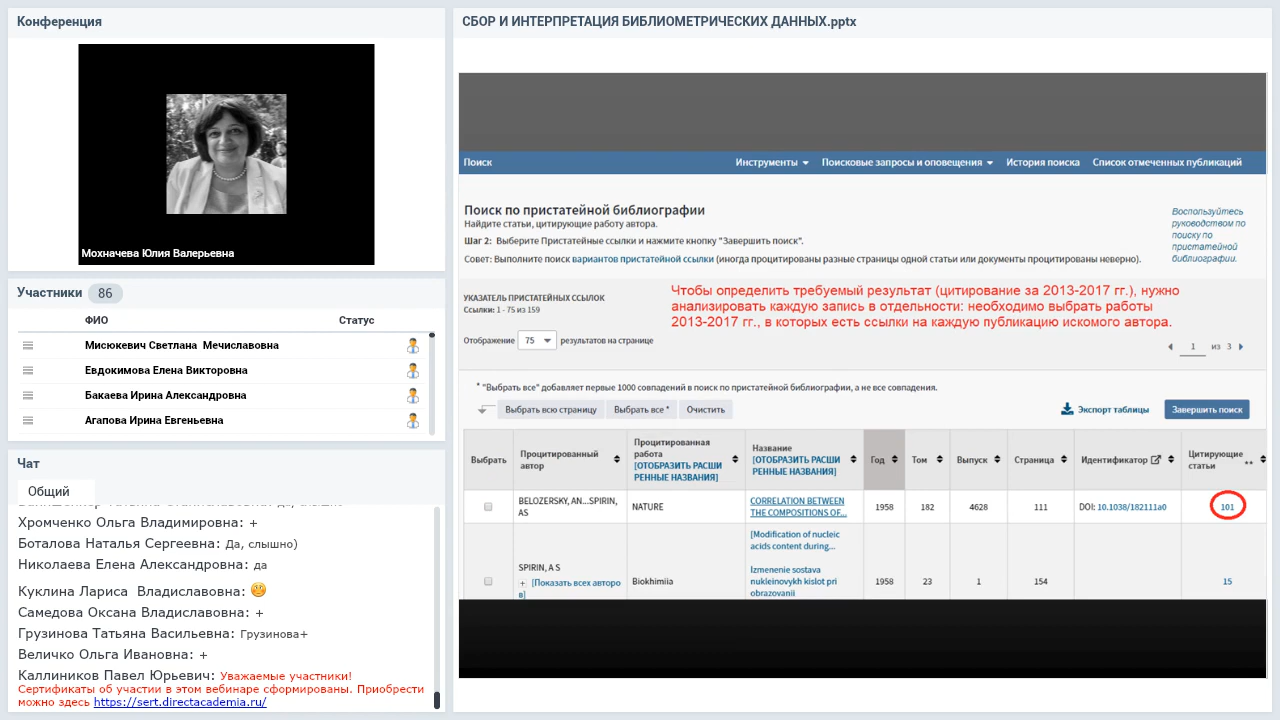 Конференция
Мохначева Юлия Валерьевна
Участники 86
ФИО Статус
Мисюкевич Светлана Мечиславовна
Евдокимова Елена Викторовна
Бакаева Ирина Александровна
Агапова Ирина Евгеньевна
Чат
Общий
Хромченко Ольга Владимировна: +
Боталова Наталья Сергеевна: Да, слышно)
Николаева Елена Александровна: да
Куклина Лариса Владиславовна:
Самедова Оксана Владиславовна: +
Грузинова Татьяна Васильевна: Грузинова+
Величко Ольга Ивановна: +
Каллиников Павел Юрьевич: Уважаемые участники!
Сертификаты об участии в этом вебинаре сформированы. Приобрести
можно здесь https://sert.directacademia.ru/
СБОР И ИНТЕРПРЕТАЦИЯ БИБЛИОМЕТРИЧЕСКИХ ДАННЫХ.pptx
Поиск Инструменты Поисковые запросы и оповещения История поиска Список отмеченных публикаций
Поиск по пристатейной библиографии
Найдите статьи, цитирующие работу автора.
Шаг 2: Выберите Пристатейные ссылки и нажмите кнопку "Завершить поиск".
Совет: Выполните поиск вариантов пристатейной ссылки (иногда процитированы разные страницы одной статьи или документы процитированы неверно).
Воспользуйтесь
руководством по
поиску по
пристатейной
библиографии.
УКАЗАТЕЛЬ ПРИСТАТЕЙНЫХ ССЫЛОК
Ссылки: 1 - 75 из 159
Чтобы определить требуемый результат (цитирование за 2013-2017 гг.), нужно
анализировать каждую запись в отдельности: необходимо выбрать работы
2013-2017 гг., в которых есть ссылки на каждую публикацию искомого автора.
Отображение 75 результатов на странице
1 из 3
* "Выбрать все" добавляет первые 1000 совпадений в поиск по пристатейной библиографии, а не все совпадения.
Выбрать всю страницу Выбрать все * Очистить Экспорт таблицы Завершить поиск
Выбрать
Процитированный
автор
Процитированная
работа
[ОТОБРАЗИТЬ РАСШИ
РЕННЫЕ НАЗВАНИЯ]
Название
[ОТОБРАЗИТЬ РАСШИ
РЕННЫЕ НАЗВАНИЯ]
Год
Том
Выпуск
Страница
Идентификатор
Цитирующие
статьи **
BELOZERSKY, AN...SPIRIN,
AS
NATURE
CORRELATION BETWEEN
THE COMPOSITIONS OF...
1958
182
4628
111
DOI: 10.1038/182111a0
101
SPIRIN, A S
+ [Показать всех авторо
в]
Biokhimiia
[Modification of nucleic
acids content during...
Izmenenie sostava
nukleinovykh kislot pri
obrazovanii
1958
23
1
154
15